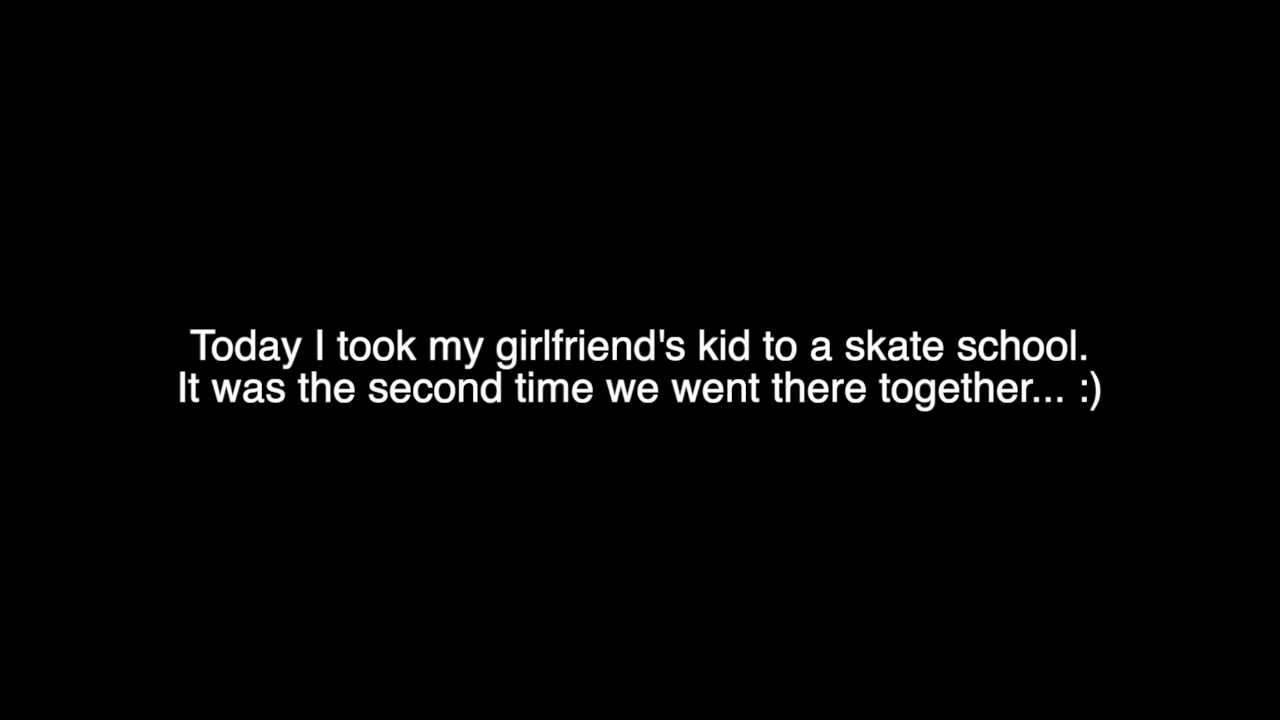 Today I took my girlfriend's kid to a skate school.
It was the second time we went there together... :)